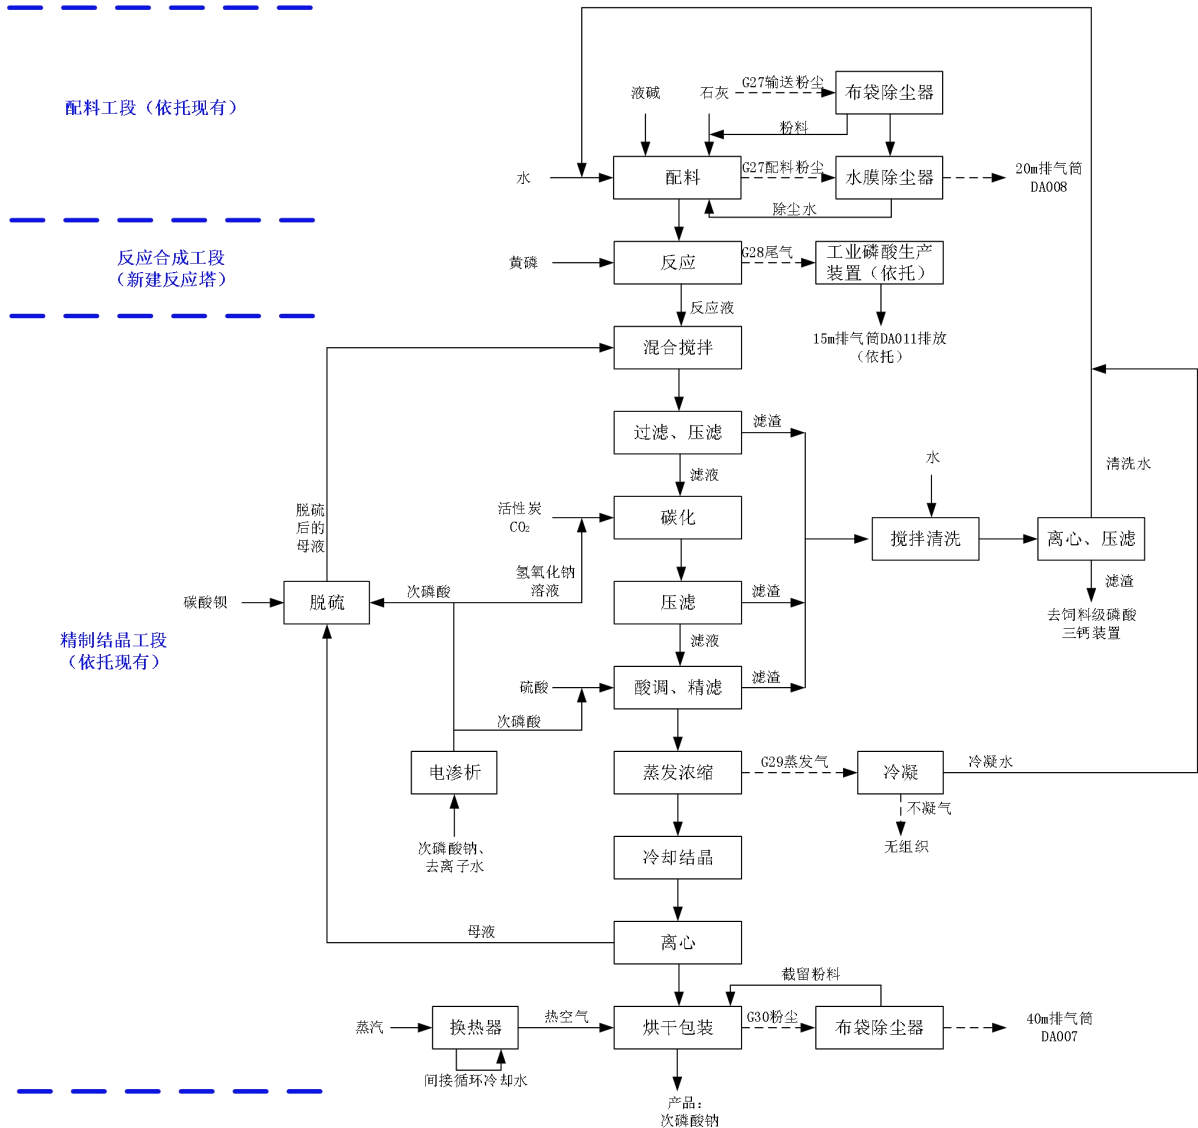 配料工段（依托现有）
液碱
石灰
G27输送粉尘
布袋除尘器
粉料
水
配料
G27配料粉尘
水膜除尘器
20m排气筒
DA008
除尘水
反应合成工段
（新建反应塔）
黄磷
反应
G28尾气
工业磷酸生产
装置（依托）
反应液
15m排气筒DA011排放
（依托）
混合搅拌
过滤、压滤
滤渣
滤液
水
清洗水
脱硫
后的
母液
活性炭
CO₂
碳化
搅拌清洗
离心、压滤
氢氧化钠
溶液
滤渣
去饲料级磷酸
三钙装置
碳酸钡
脱硫
次磷酸
压滤
滤渣
滤液
精制结晶工段
（依托现有）
硫酸
酸调、精滤
滤渣
次磷酸
电渗析
蒸发浓缩
G29蒸发气
冷凝
冷凝水
不凝气
无组织
次磷酸钠、
去离子水
冷却结晶
母液
离心
截留粉料
蒸汽
换热器
热空气
烘干包装
G30粉尘
布袋除尘器
40m排气筒
DA007
间接循环冷却水
产品：
次磷酸钠